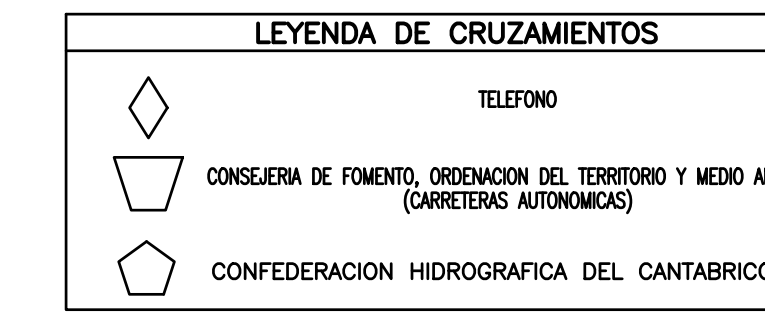 LEYENDA DE CRUZAMIENTOS
TELEFONO
CONSEJERIA DE FOMENTO, ORDENACION DEL TERRITORIO Y MEDIO
(CARRETERAS AUTONOMICAS)
CONFEDERACION HIDROGRAFICA DEL CANTABRICO